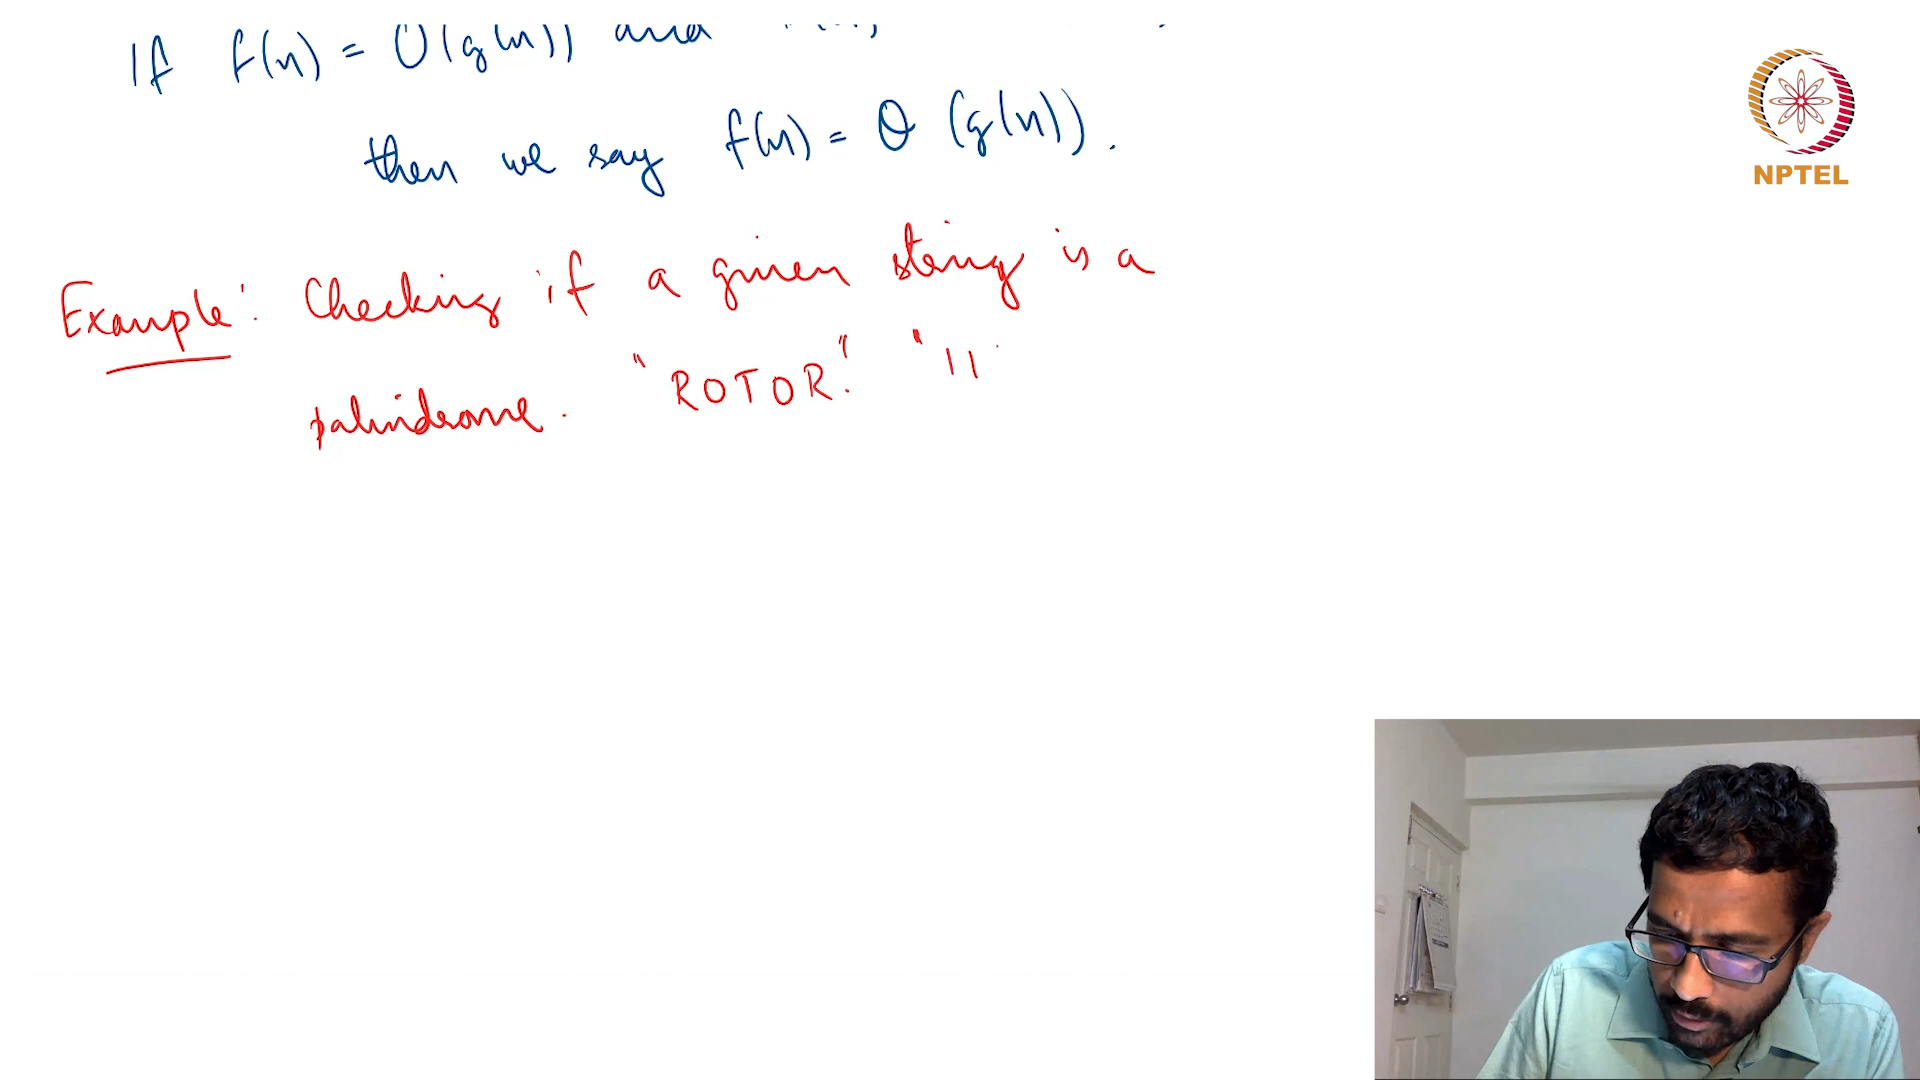 If f(n) = O(g(n)) and
then we say f(n) = Θ (g(n)).
Example: Checking if a given string is a
palindrome. "ROTOR." "11
NPTEL